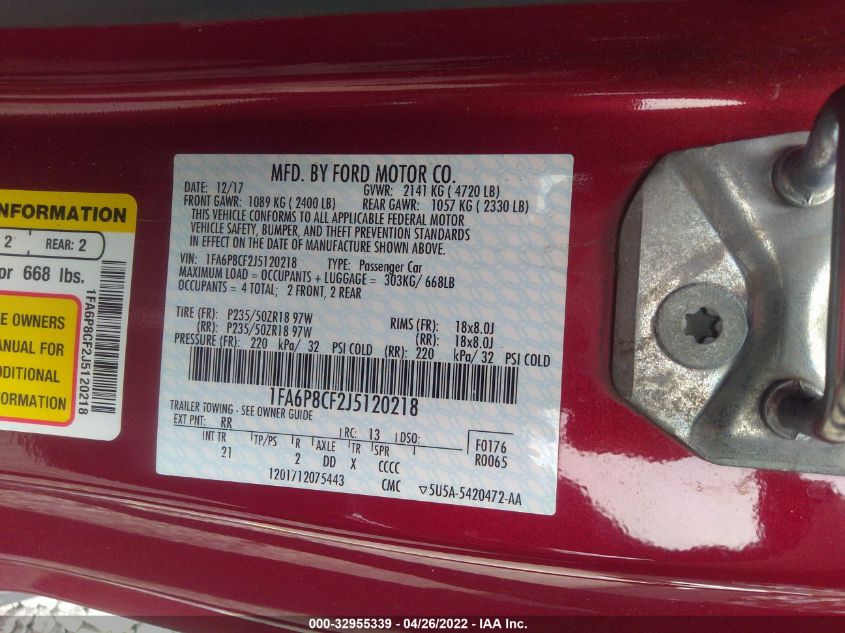 MFD. BY FORD MOTOR CO.
DATE: 12/17 GVWR: 2141 KG ( 4720 LB)
FRONT GAWR: 1089 KG ( 2400 LB) REAR GAWR: 1057 KG ( 2330 LB)
THIS VEHICLE CONFORMS TO ALL APPLICABLE FEDERAL MOTOR
VEHICLE SAFETY, BUMPER, AND THEFT PREVENTION STANDARDS
IN EFFECT ON THE DATE OF MANUFACTURE SHOWN ABOVE.
VIN: 1FA6P8CF2J5120218 TYPE: Passenger Car
MAXIMUM LOAD = OCCUPANTS + LUGGAGE = 303KG/ 668LB
OCCUPANTS = 4 TOTAL; 2 FRONT, 2 REAR
TIRE (FR): P235/50ZR18 97W RIMS (FR): 18x8.0J
(RR): P235/50ZR18 97W (RR): 18x8.0J
PRESSURE (FR): 220 kPa/ 32 PSI COLD (RR): 220 kPa/ 32 PSI COLD
1FA6P8CF2J5120218
TRAILER TOWING - SEE OWNER GUIDE
EXT PNT: RR RC: 13 DSO: F0176
INT TR TP/PS R AXLE TR SPR R0065
21 2 DD X CCCC
1201712075443 CMC ▽5U5A-5420472-AA
INFORMATION
2 REAR: 2
or 668 lbs.
E OWNERS
MANUAL FOR
DDITIONAL
FORMATION
1FA6P8CF2J5120218
000-32955339 - 04/26/2022 - IAA Inc.